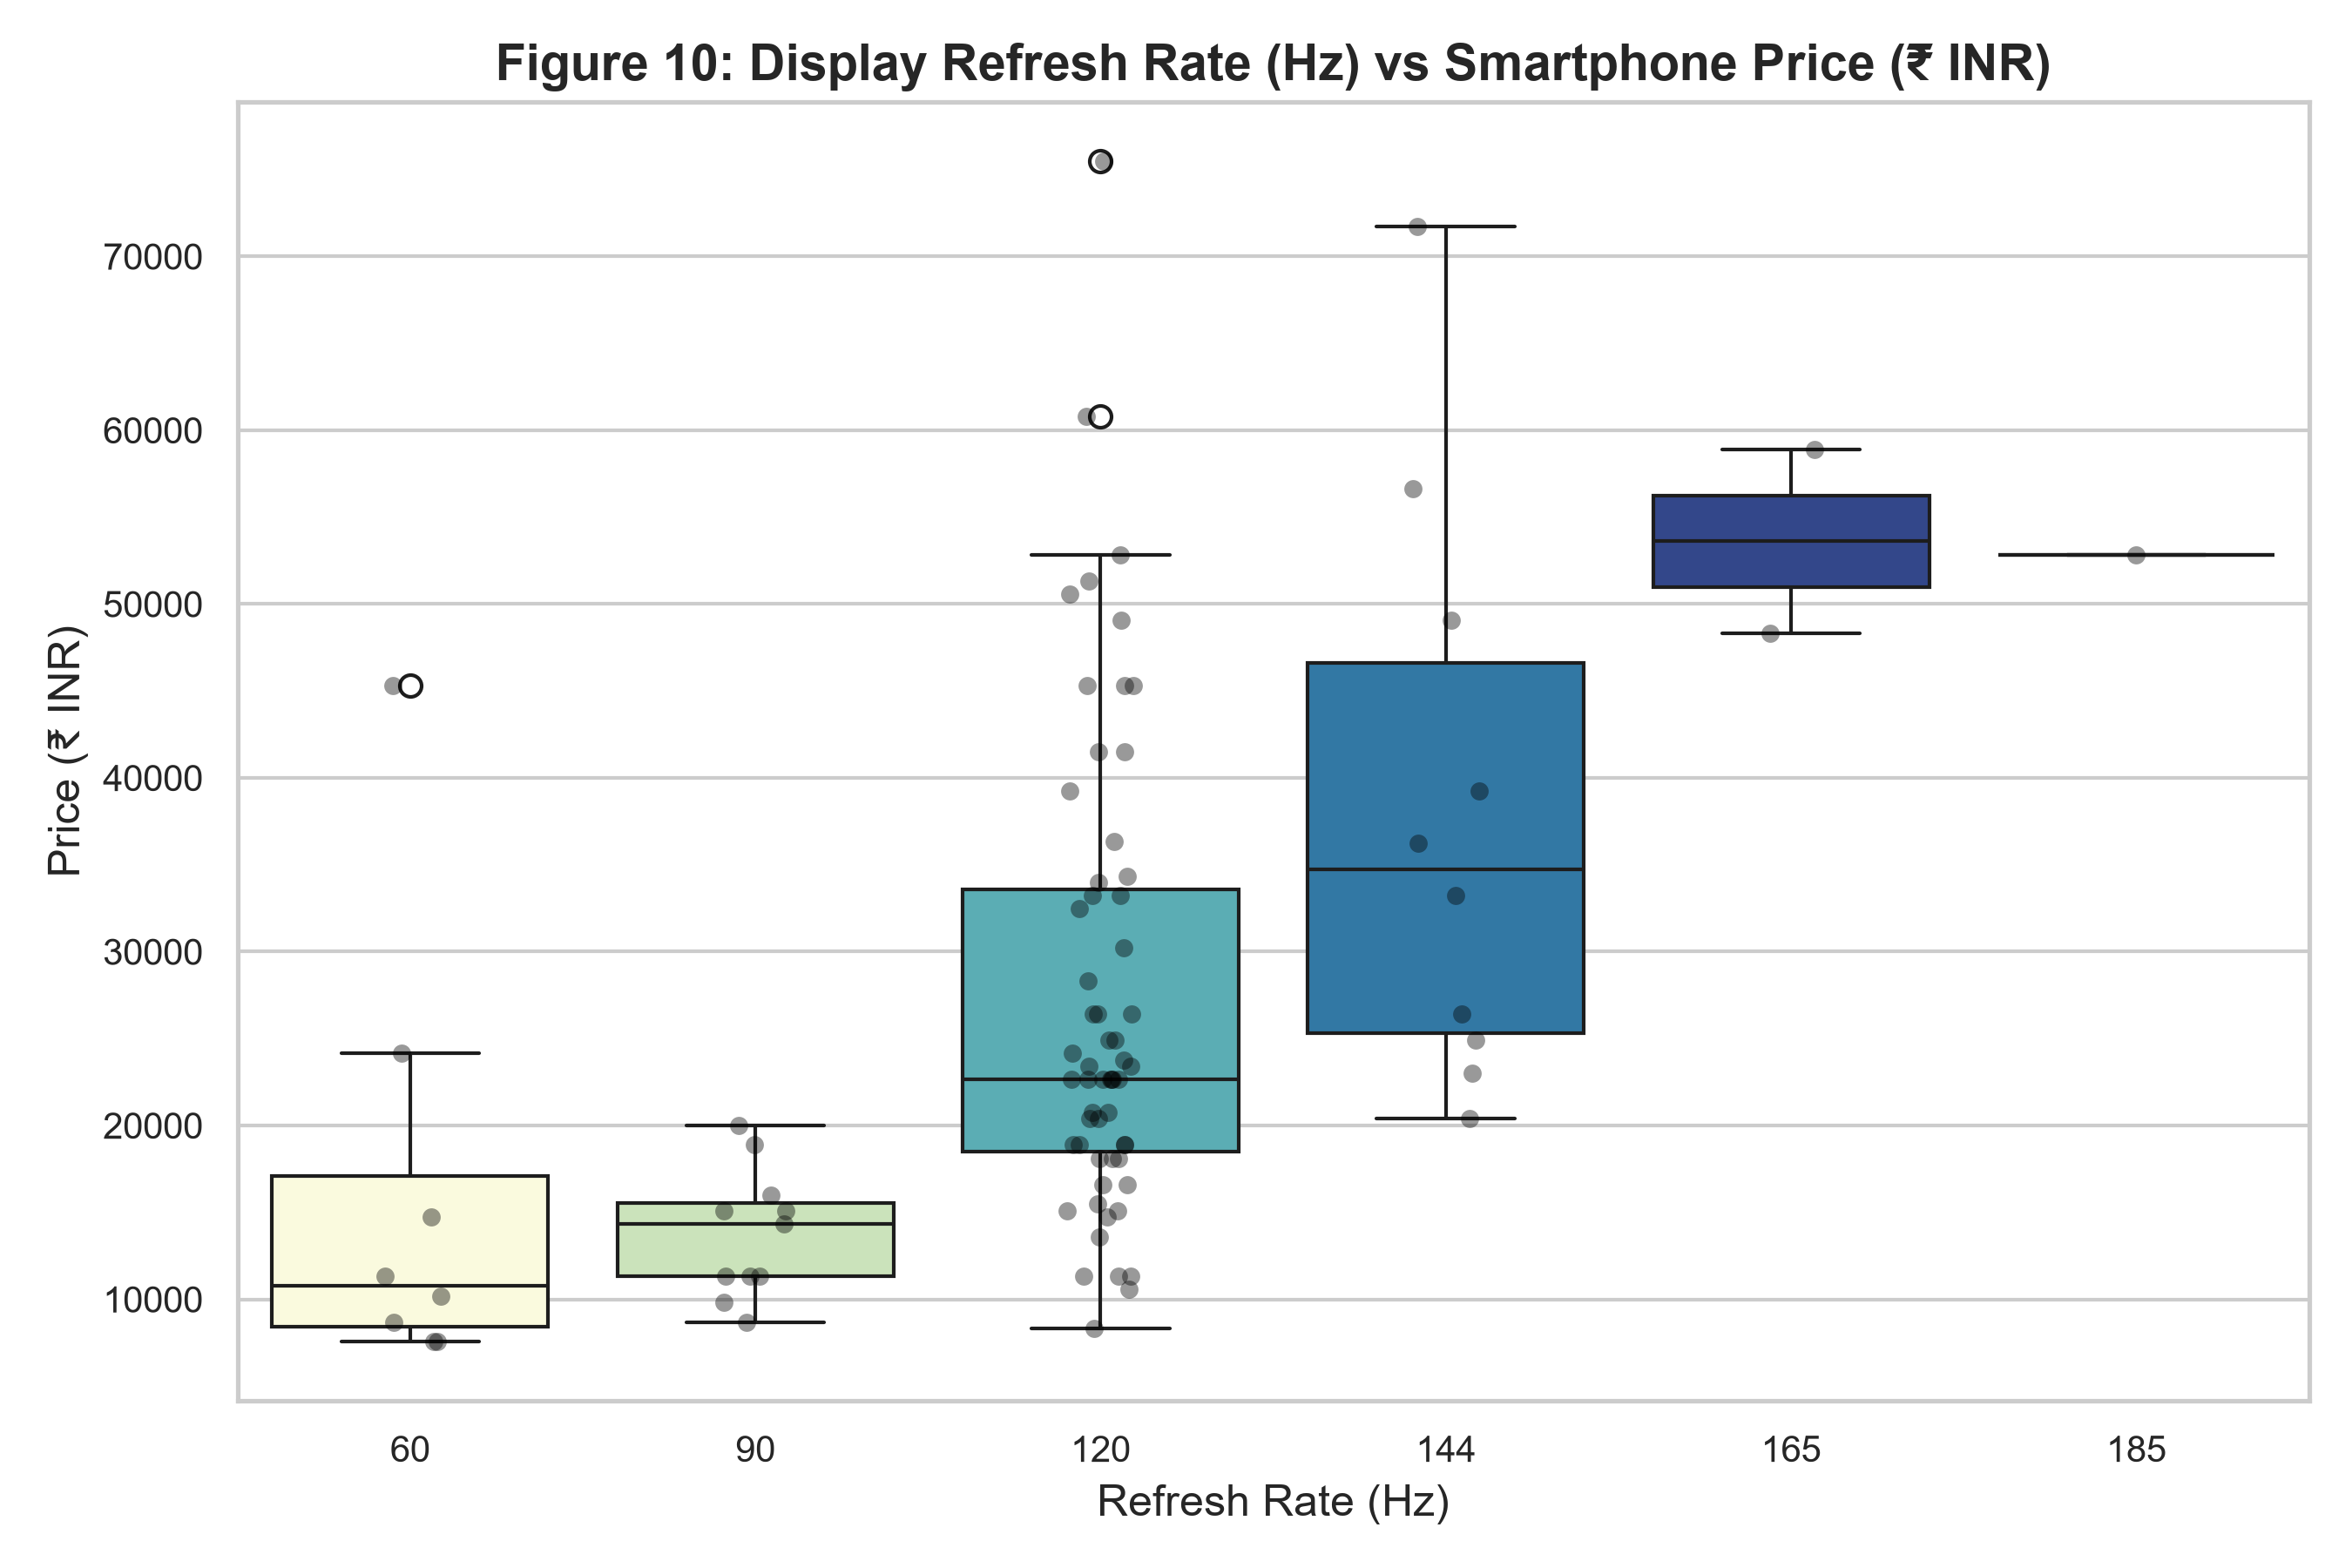 Figure 10: Display Refresh Rate (Hz) vs Smartphone Price (₹ INR)
Price (₹ INR)
70000
60000
50000
40000
30000
20000
10000
60 90 120 144 165 185
Refresh Rate (Hz)